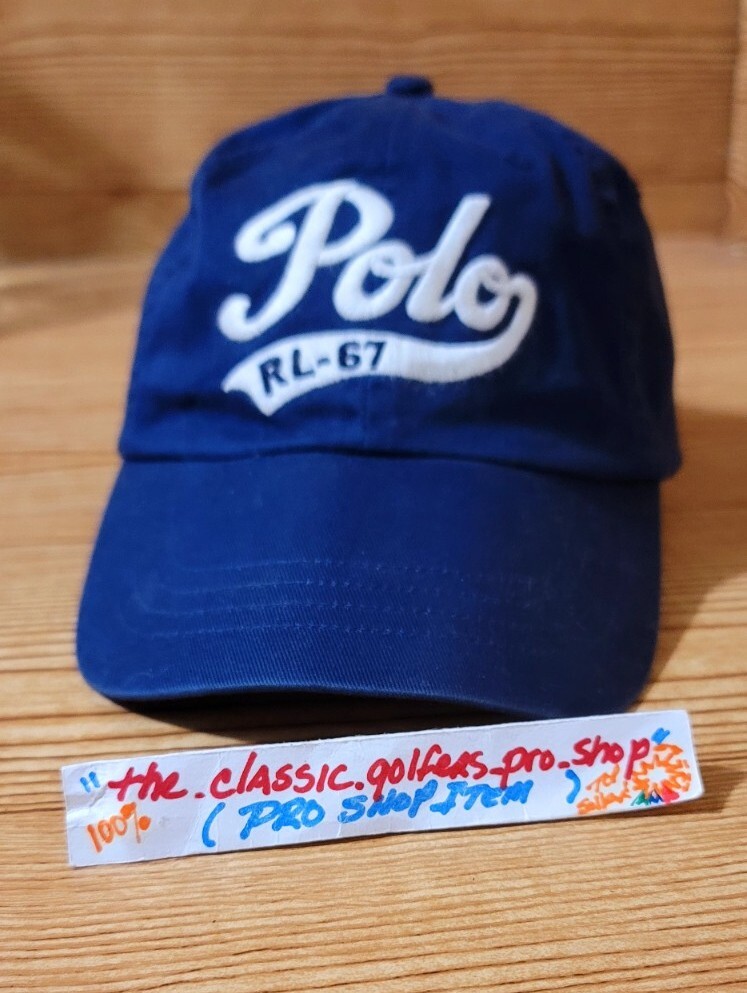 Polo
RL-67
"the.classic.golfers.pro.shop"
100% (PRO SHOP ITEM)